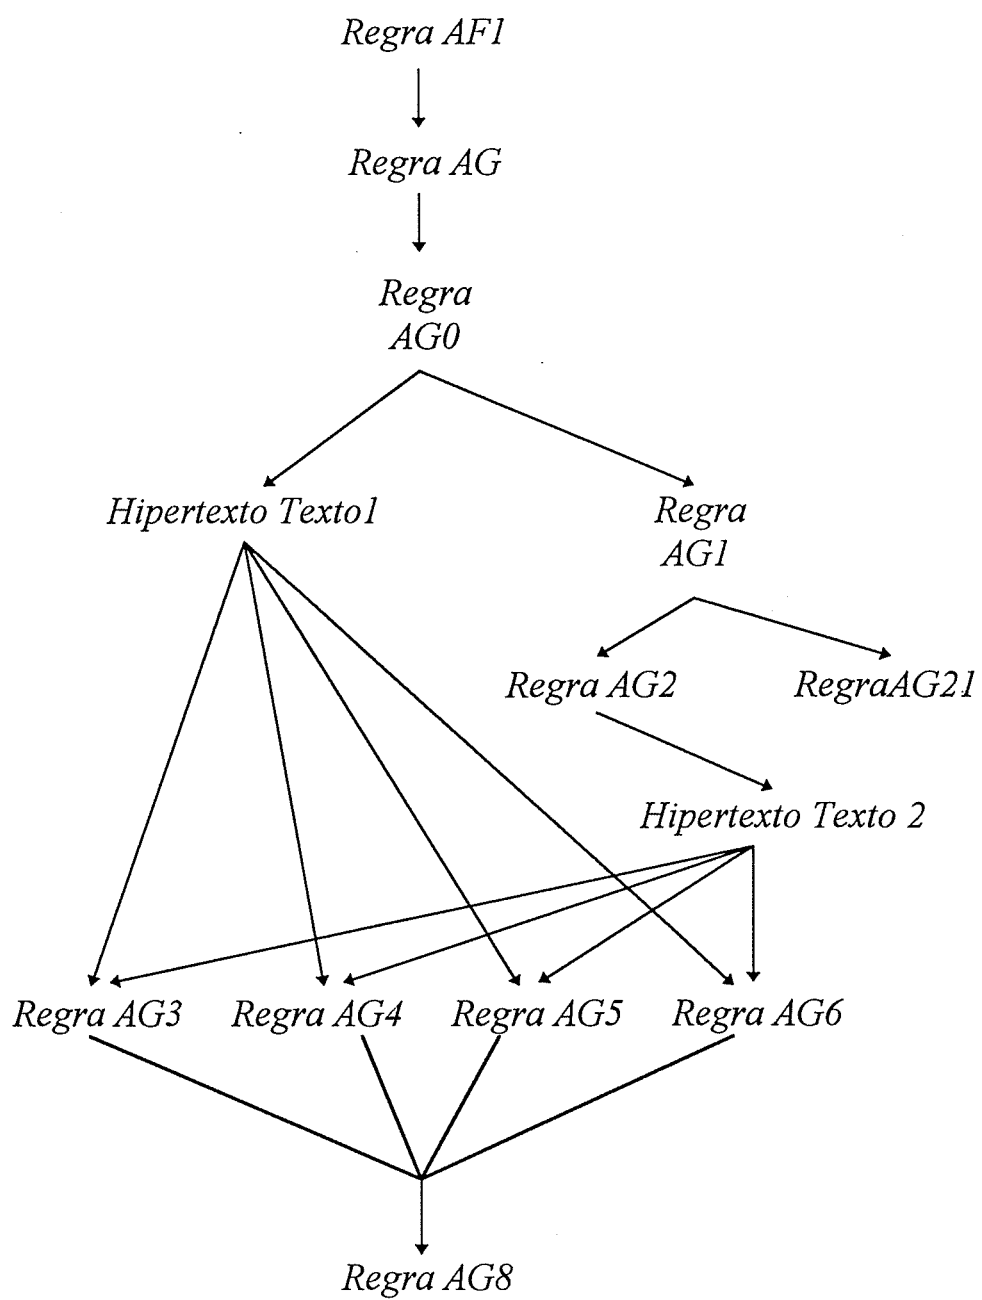 Regra AF1
Regra AG
Regra
AG0
Hipertexto Texto1
Regra
AG1
Regra AG2
RegraAG21
Hipertexto Texto 2
Regra AG3
Regra AG4
Regra AG5
Regra AG6
Regra AG8